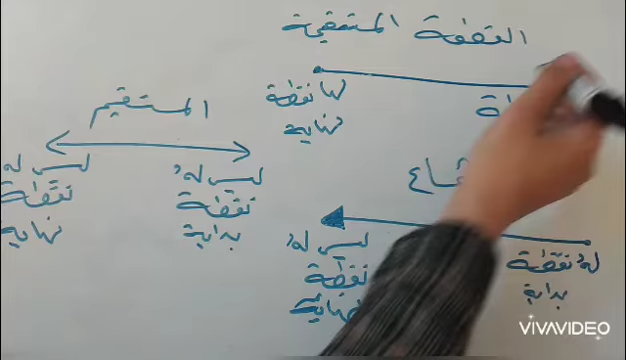 القطعة المستقيمة
لها نقطة
نهاية
المستقيم
ليس له
نقطة
بداية
ليس له
نقطة
نهاية
له نقطة
بداية
ليس له
نقطة
نهاية
VIVAVIDEO